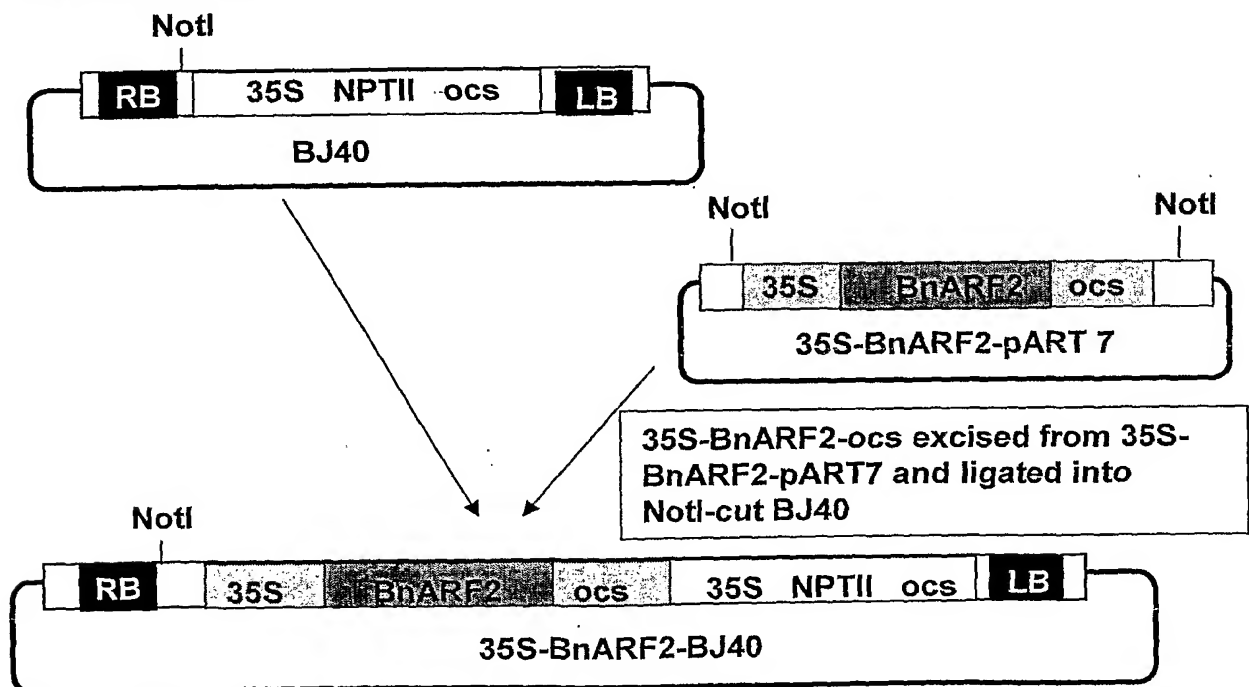 NotI
RB 35S NPTII ocs LB
BJ40
NotI NotI
35S BnARF2 ocs
35S-BnARF2-pART 7
35S-BnARF2-ocs excised from 35S-
BnARF2-pART7 and ligated into
NotI-cut BJ40
NotI
RB 35S BnARF2 ocs 35S NPTII ocs LB
35S-BnARF2-BJ40